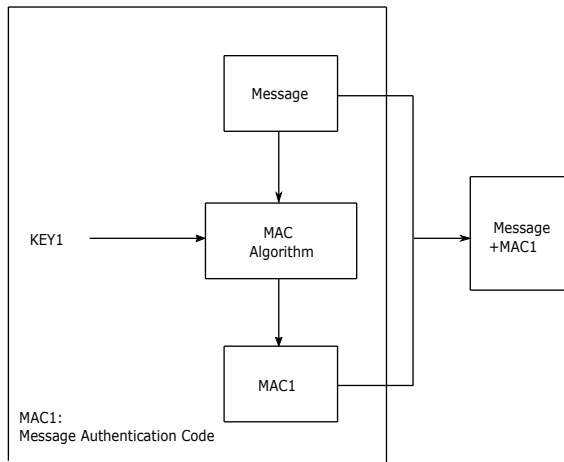 Message
MAC
Algorithm
KEY1
Message
+MAC1
MAC1
MAC1:
Message Authentication Code